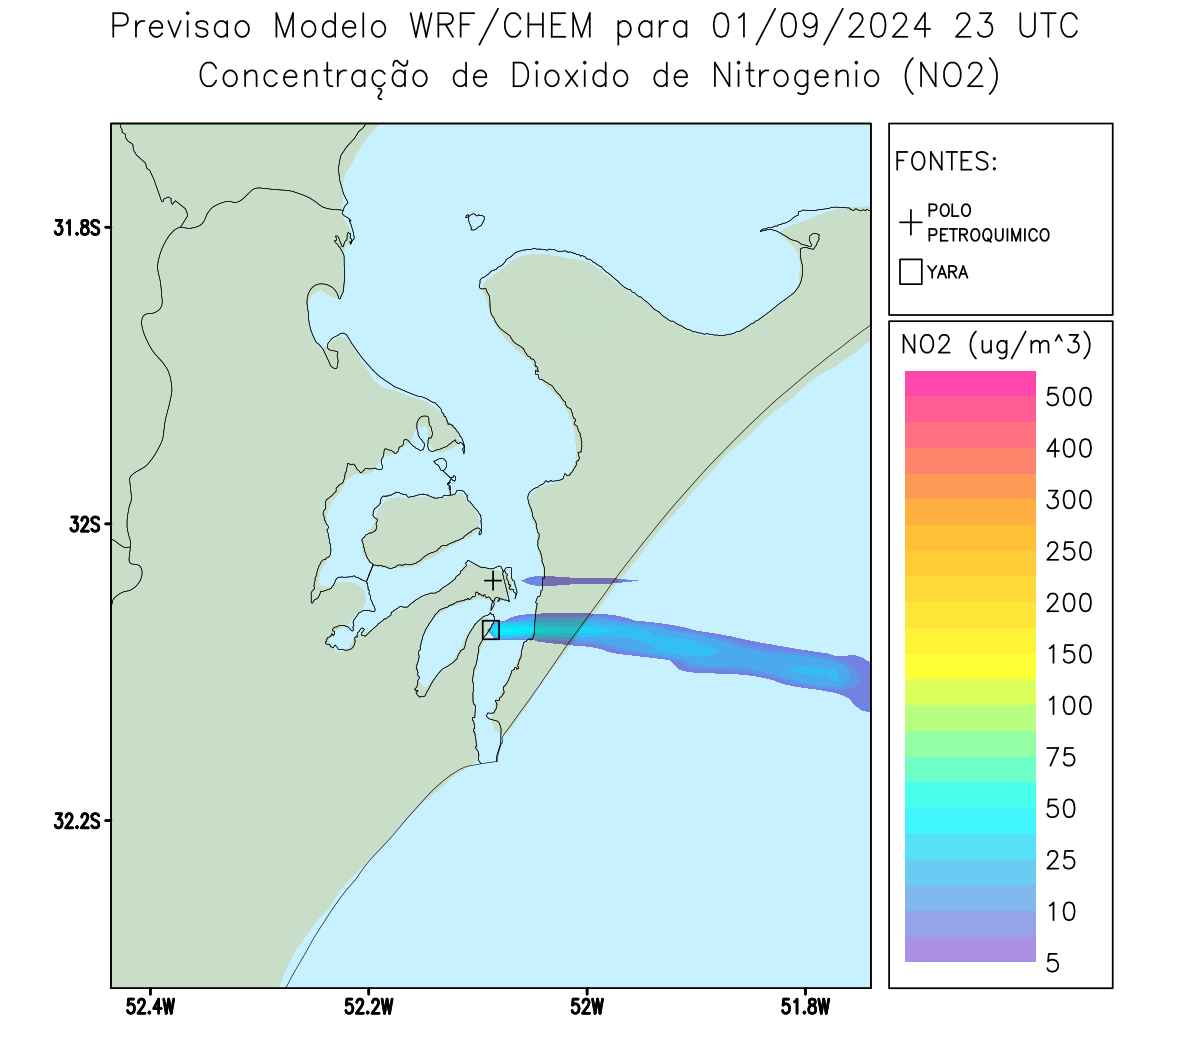 Previsao Modelo WRF/CHEM para 01/09/2024 23 UTC
Concentração de Dioxido de Nitrogenio (NO2)
FONTES:
POLO
PETROQUIMICO
YARA
NO2 (ug/m^3)
500
400
300
250
200
150
100
75
50
25
10
5
31.8S
32S
32.2S
52.4W 52.2W 52W 51.8W